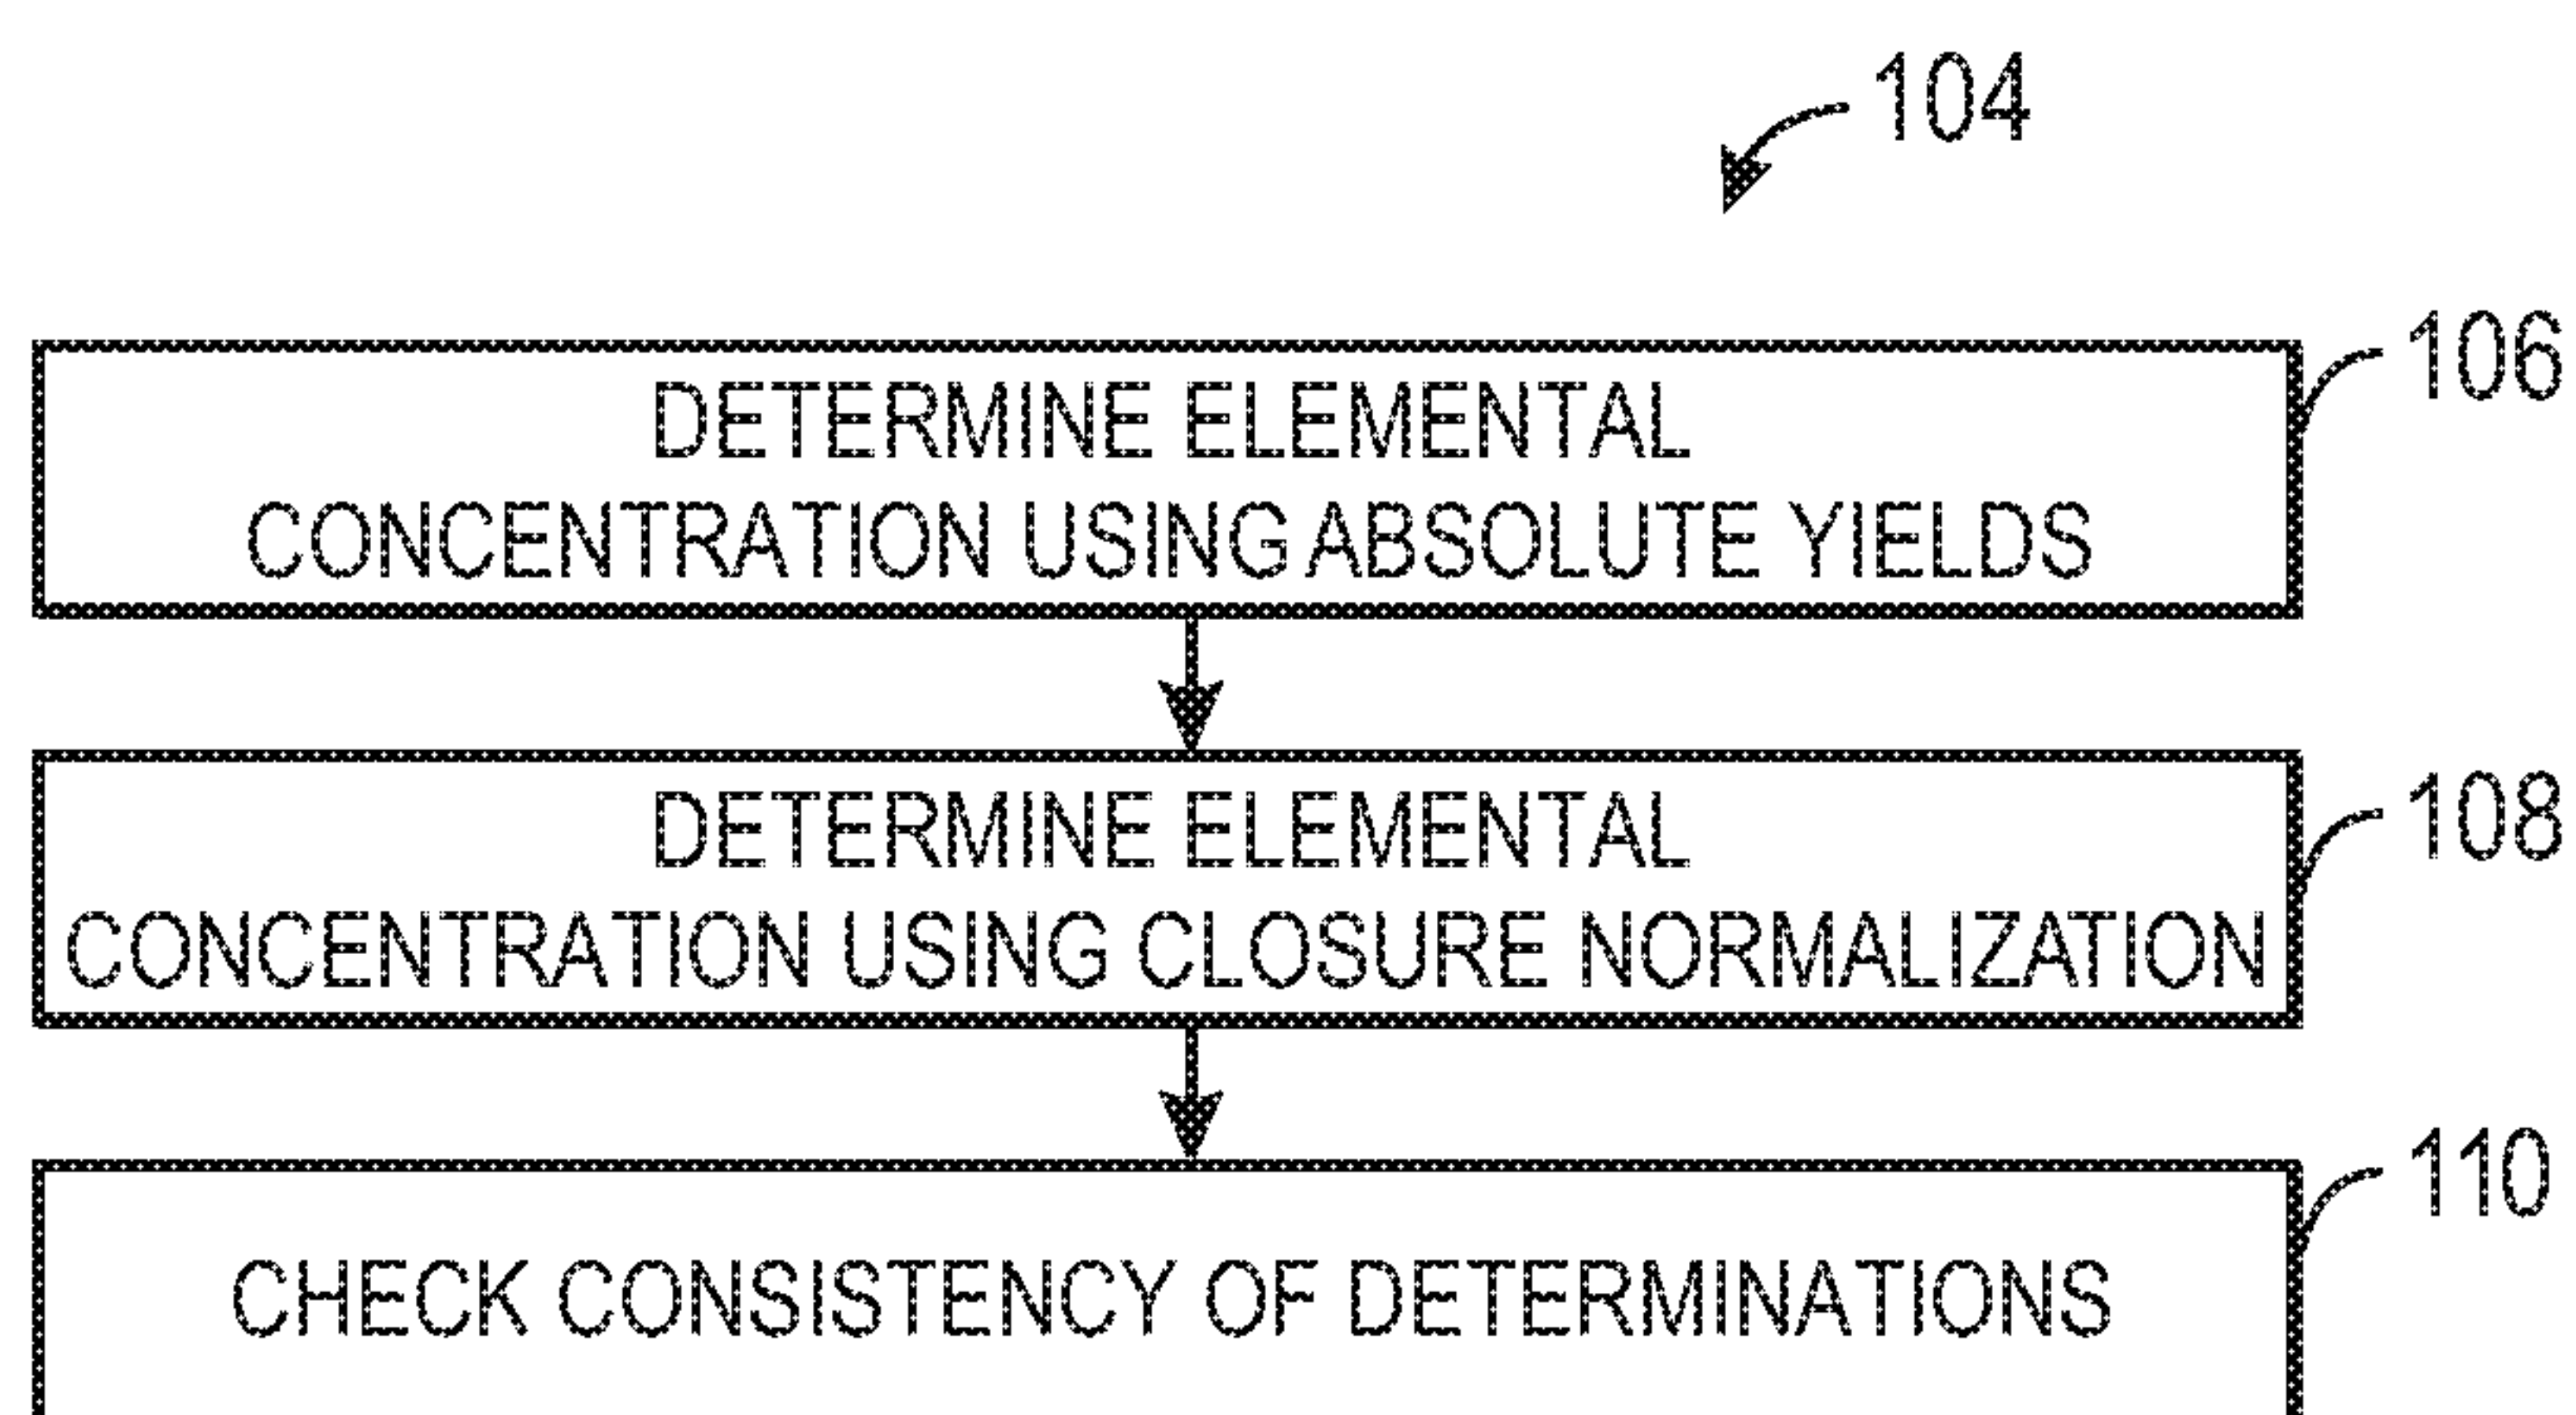 104
106
DETERMINE ELEMENTAL
CONCENTRATION USING ABSOLUTE YIELDS
108
DETERMINE ELEMENTAL
CONCENTRATION USING CLOSURE NORMALIZATION
110
CHECK CONSISTENCY OF DETERMINATIONS